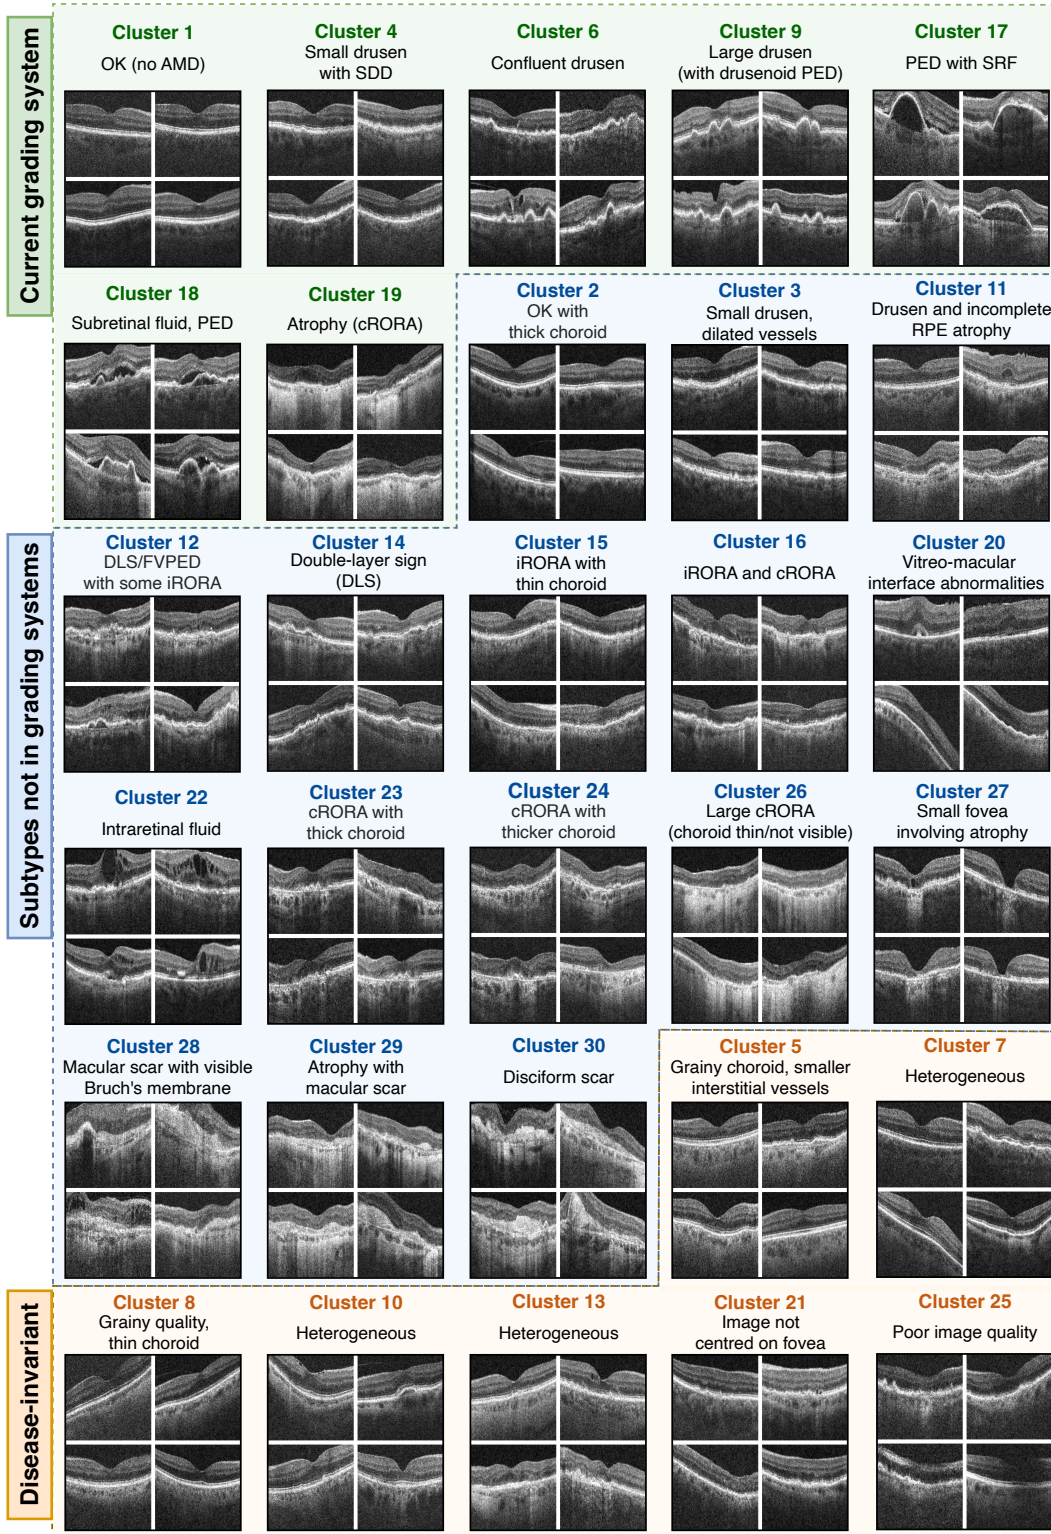 Current grading system
Cluster 1
OK (no AMD)
Cluster 4
Small drusen
with SDD
Cluster 6
Confluent drusen
Cluster 9
Large drusen
(with drusenoid PED)
Cluster 17
PED with SRF
Cluster 18
Subretinal fluid, PED
Cluster 19
Atrophy (cRORA)
Subtypes not in grading systems
Cluster 2
OK with
thick choroid
Cluster 3
Small drusen,
dilated vessels
Cluster 11
Drusen and incomplete
RPE atrophy
Cluster 12
DLS/FVPED
with some iRORA
Cluster 14
Double-layer sign
(DLS)
Cluster 15
iRORA with
thin choroid
Cluster 16
iRORA and cRORA
Cluster 20
Vitreo-macular
interface abnormalities
Cluster 22
Intraretinal fluid
Cluster 23
cRORA with
thick choroid
Cluster 24
cRORA with
thicker choroid
Cluster 26
Large cRORA
(choroid thin/not visible)
Cluster 27
Small fovea
involving atrophy
Cluster 28
Macular scar with visible
Bruch's membrane
Cluster 29
Atrophy with
macular scar
Cluster 30
Disciform scar
Disease-invariant
Cluster 5
Grainy choroid, smaller
interstitial vessels
Cluster 7
Heterogeneous
Cluster 8
Grainy quality,
thin choroid
Cluster 10
Heterogeneous
Cluster 13
Heterogeneous
Cluster 21
Image not
centred on fovea
Cluster 25
Poor image quality